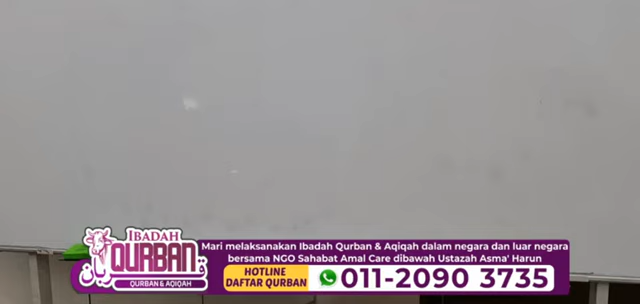 IBADAH
QURBAN
قربان
QURBAN & AQIQAH
Mari melaksanakan Ibadah Qurban & Aqiqah dalam negara dan luar negara
bersama NGO Sahabat Amal Care dibawah Ustazah Asma' Harun
HOTLINE
DAFTAR QURBAN
011-2090 3735